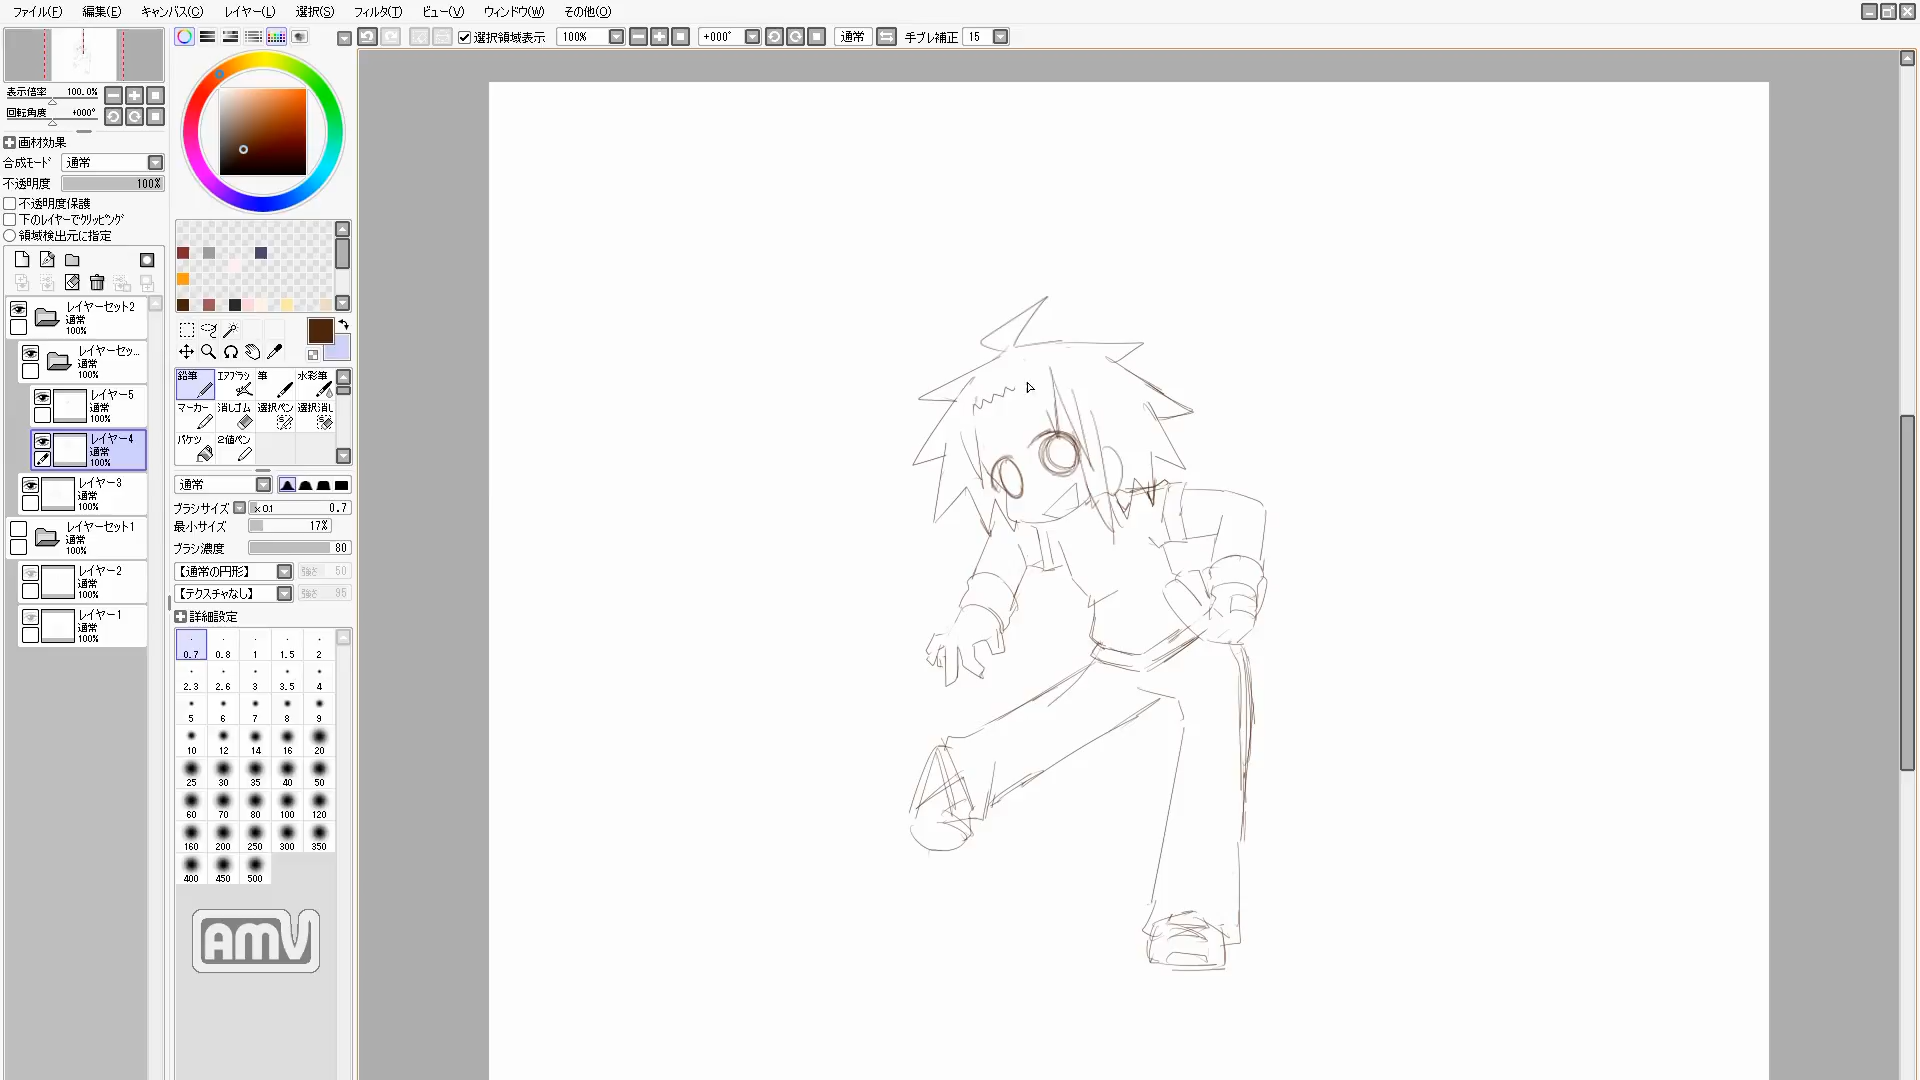 ファイル(F) 編集(E) キャンバス(C) レイヤー(L) 選択(S) フィルタ(T) ビュー(V) ウィンドウ(W) その他(O)
選択領域表示 100% +000° 通常 手ブレ補正 15
表示倍率 100.0%
回転角度 +000°
画材効果
合成モード 通常
不透明度 100%
不透明度保護
下のレイヤーでクリッピング
領域検出元に指定
レイヤーセット2
通常
100%
レイヤーセッ...
通常
100%
レイヤー5
通常
100%
レイヤー4
通常
100%
レイヤー3
通常
100%
レイヤーセット1
通常
100%
レイヤー2
通常
100%
レイヤー1
通常
100%
鉛筆 エアブラシ 筆 水彩筆
マーカー 消しゴム 選択ペン 選択消し
バケツ 2値ペン
通常
ブラシサイズ x 0.1 0.7
最小サイズ 17%
ブラシ濃度 80
【通常の円形】 強さ 50
【テクスチャなし】 強さ 95
詳細設定
0.7 0.8 1 1.5 2
2.3 2.6 3 3.5 4
5 6 7 8 9
10 12 14 16 20
25 30 35 40 50
60 70 80 100 120
160 200 250 300 350
400 450 500
AMV